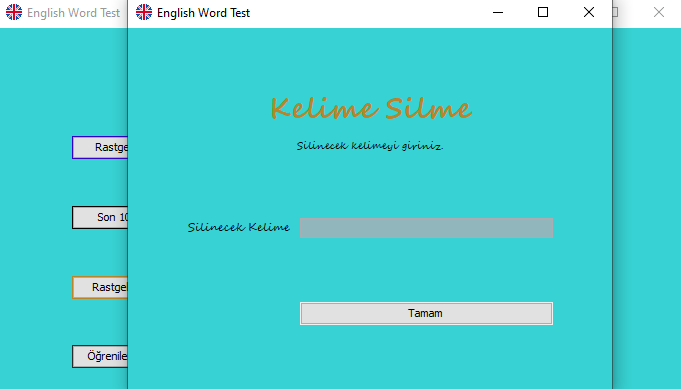 English Word Test
English Word Test
Kelime Silme
Silinecek kelimeyi giriniz.
Rastge
Son 10
Silinecek Kelime
Rastgel
Tamam
Öğrenile